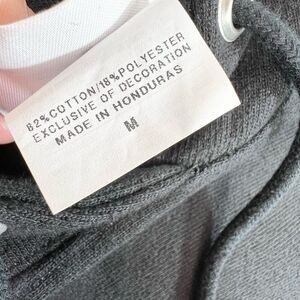 82%COTTON/18%POLYESTER
EXCLUSIVE OF DECORATION
MADE IN HONDURAS
M